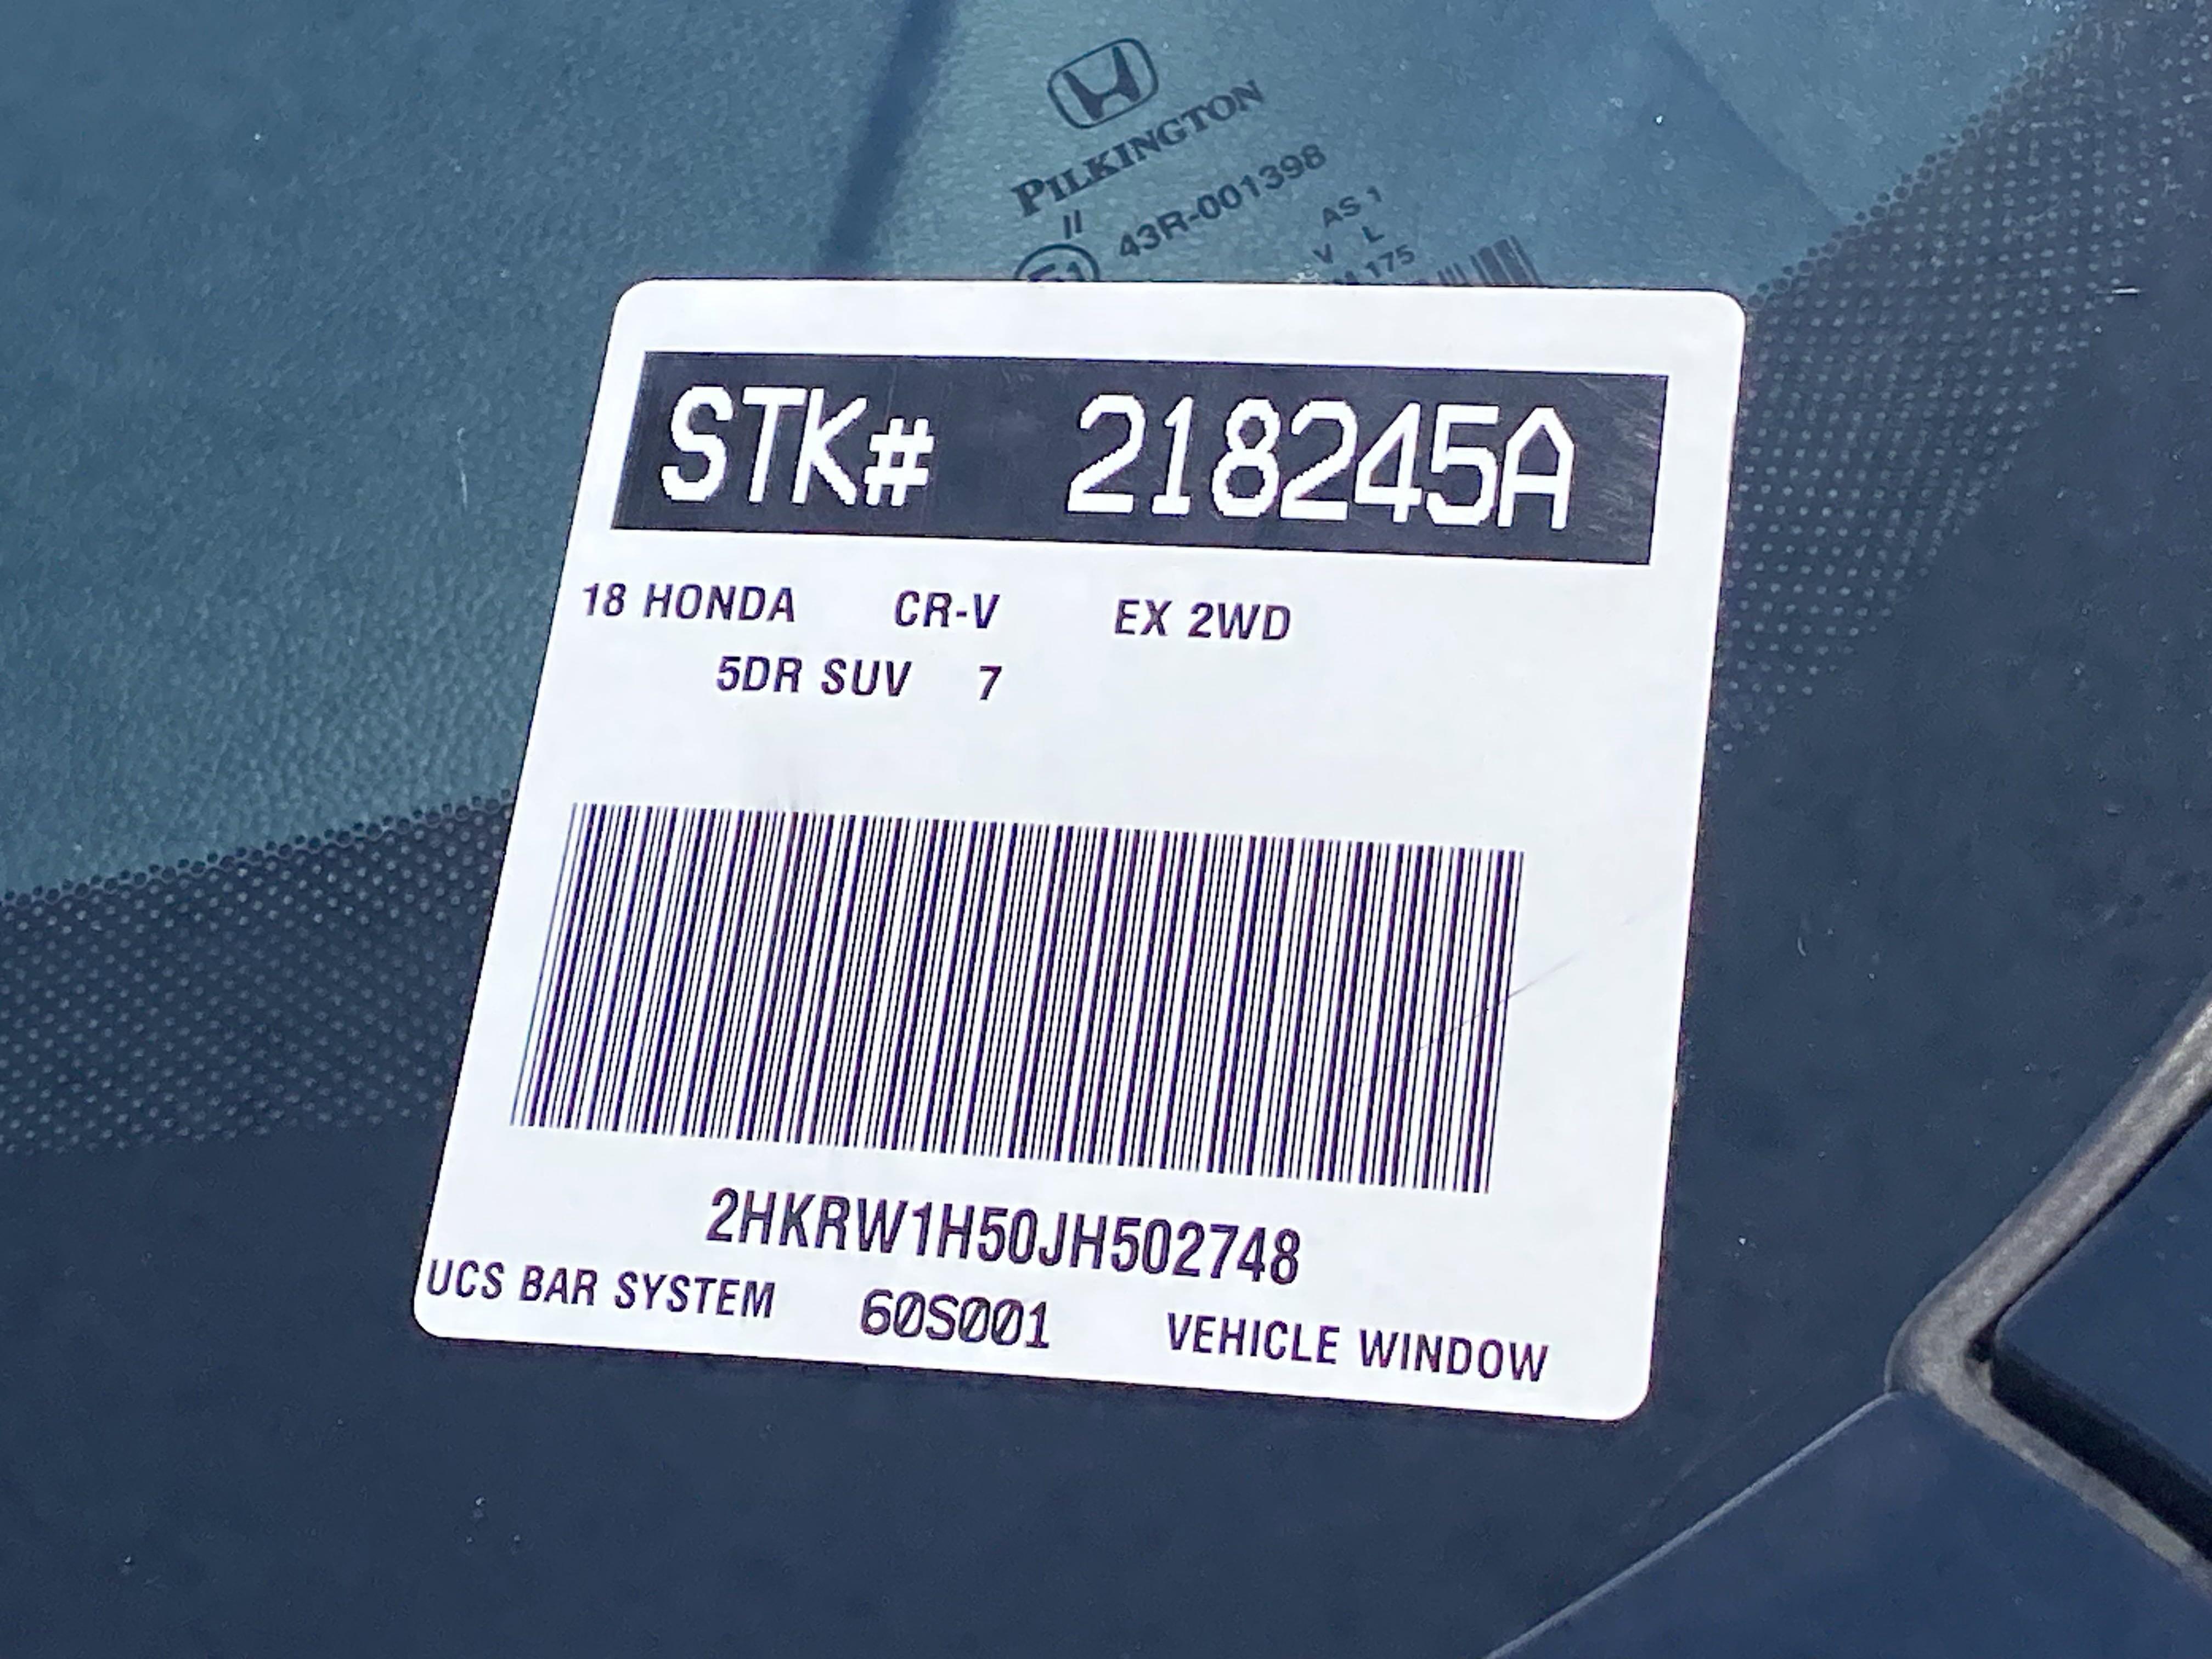 PILKINGTON
43R-001398
AS 1
V L
175
STK# 218245A
18 HONDA CR-V EX 2WD
5DR SUV 7
2HKRW1H50JH502748
UCS BAR SYSTEM 60S001 VEHICLE WINDOW